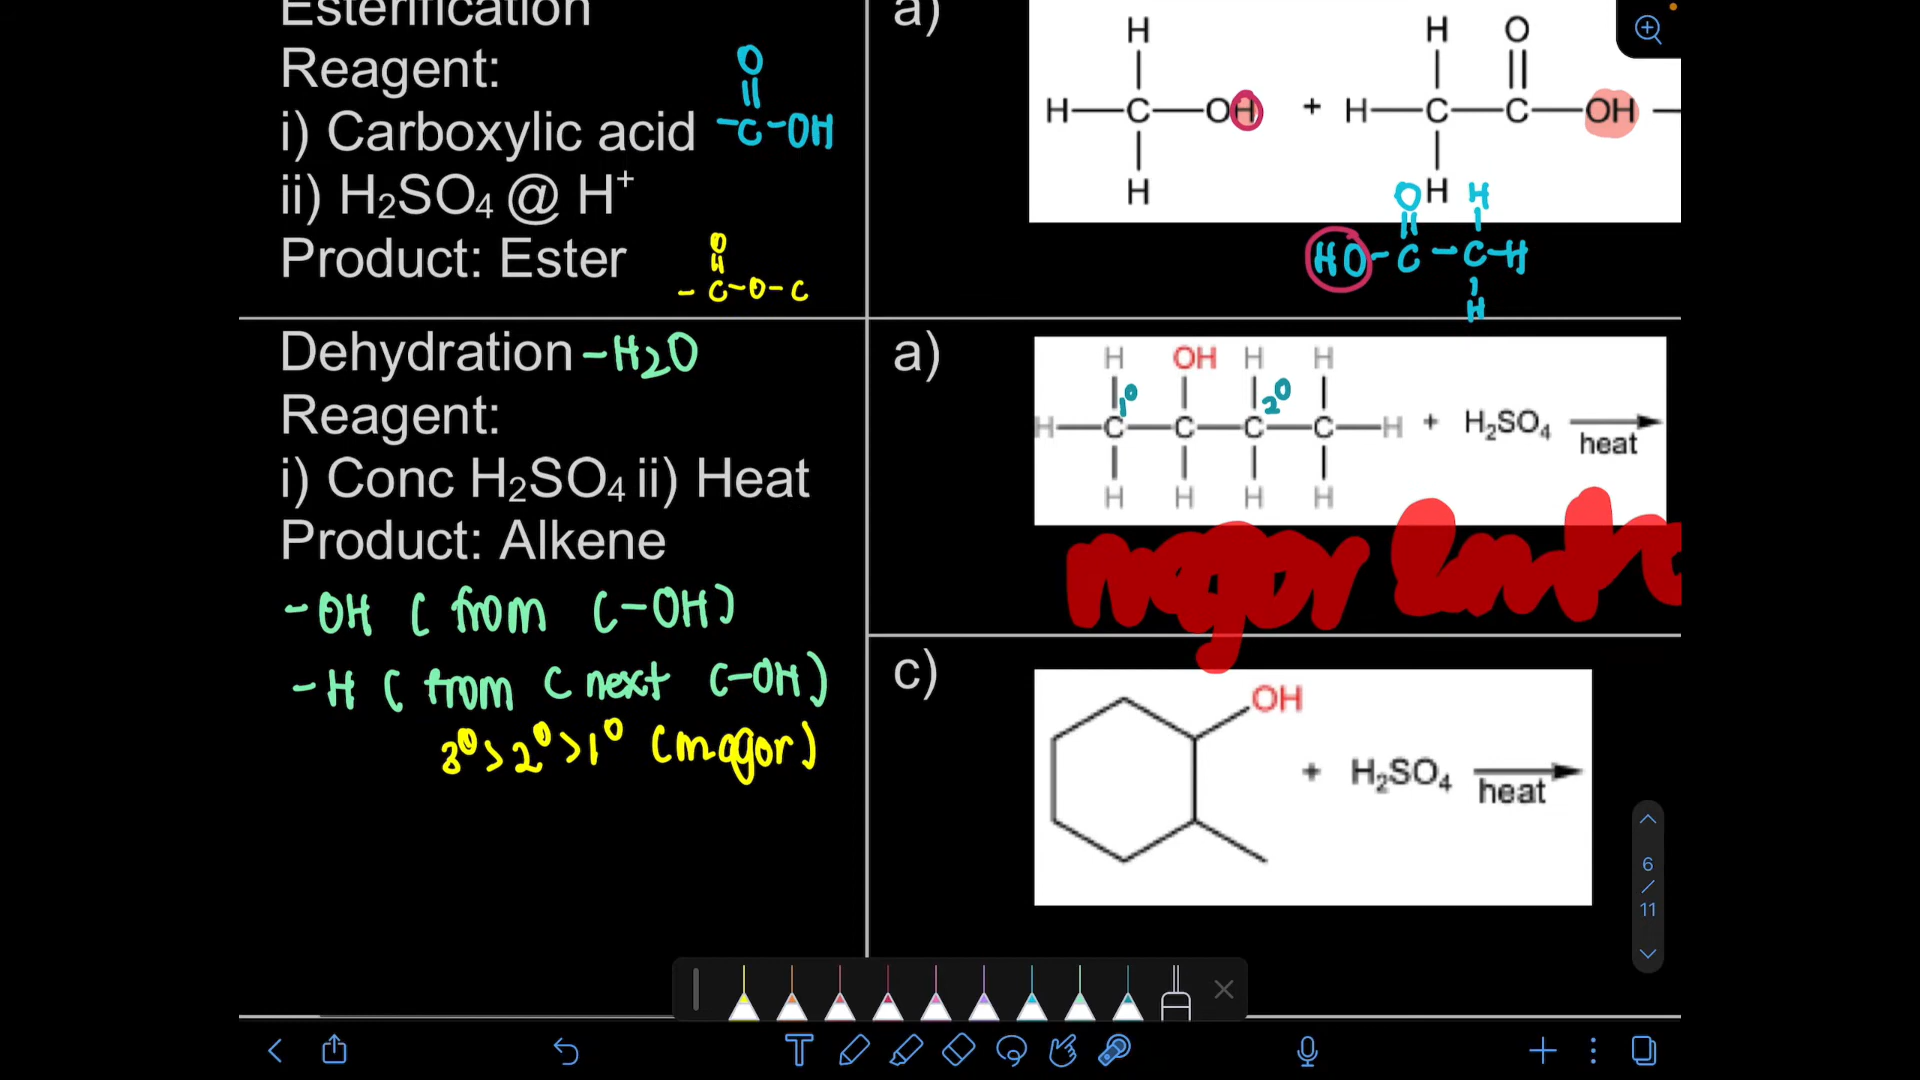 Esterification
Reagent:
i) Carboxylic acid
ii) H₂SO₄ @ H⁺
Product: Ester
O
-C-OH
O
-C-O-C
a)
H H O
H C OH + H C C OH
H H
O H
HO-C-C-H
H
Dehydration -H2O
Reagent:
i) Conc H₂SO₄ ii) Heat
Product: Alkene
-OH ( from C-OH)
-H ( from C next C-OH)
3° > 2° > 1° (major)
a)
H OH H H
1° 2°
H C C C C H + H₂SO₄ heat
H H H H
major
c)
OH
+ H₂SO₄ heat
6
/
11
T